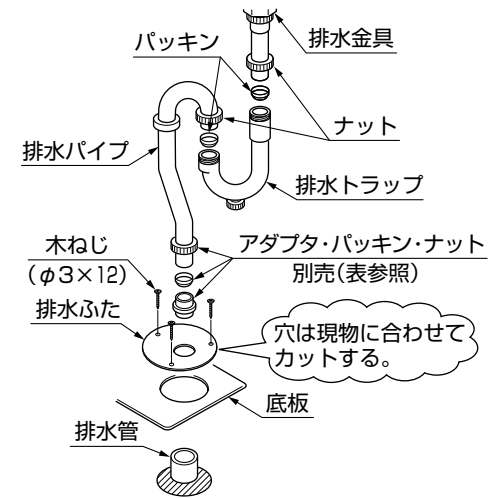 パッキン
排水金具
ナット
排水パイプ
排水トラップ
木ねじ
(φ3×12)
アダプタ・パッキン・ナット
別売(表参照)
排水ふた
穴は現物に合わせて
カットする。
底板
排水管